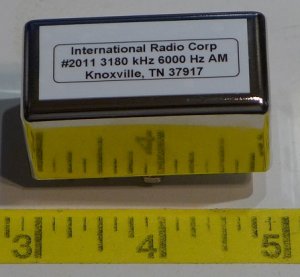 International Radio Corp
#2011 3180 kHz 6000 Hz AM
Knoxville, TN 37917
4
3 4 5